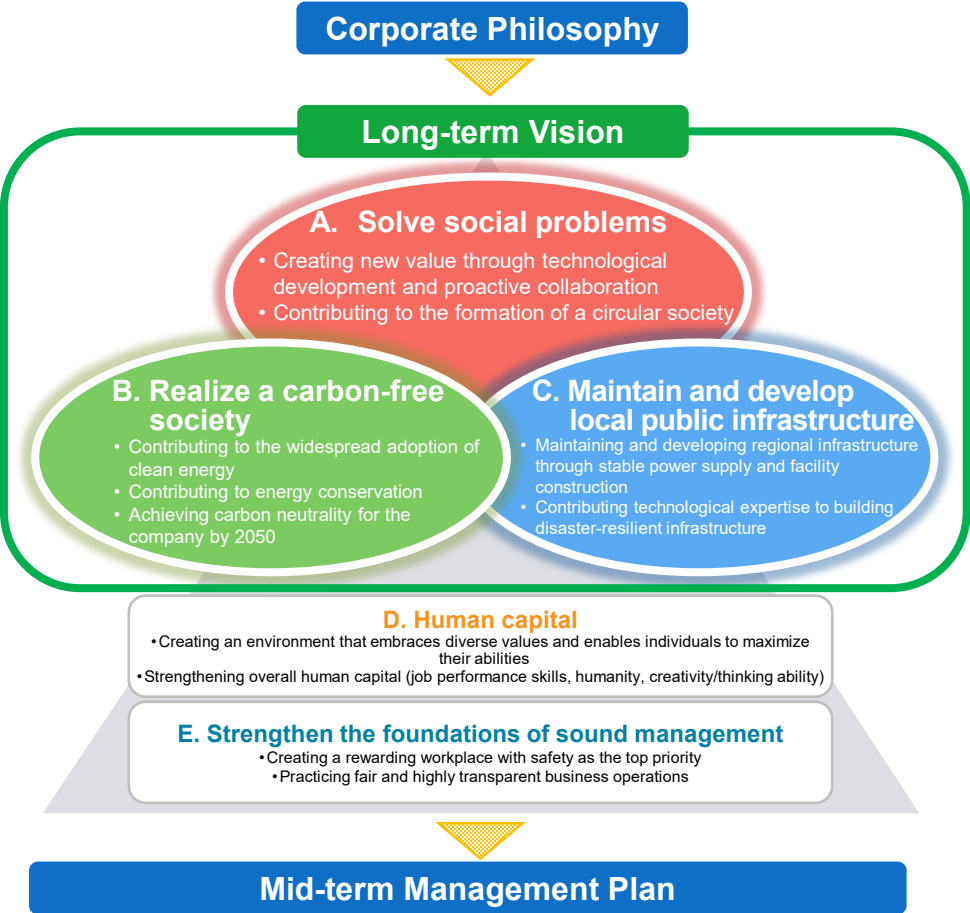 Corporate Philosophy
Long-term Vision
A. Solve social problems
• Creating new value through technological
development and proactive collaboration
• Contributing to the formation of a circular society
B. Realize a carbon-free
society
• Contributing to the widespread adoption of
clean energy
• Contributing to energy conservation
• Achieving carbon neutrality for the
company by 2050
C. Maintain and develop
local public infrastructure
• Maintaining and developing regional infrastructure
through stable power supply and facility
construction
• Contributing technological expertise to building
disaster-resilient infrastructure
D. Human capital
• Creating an environment that embraces diverse values and enables individuals to maximize
their abilities
• Strengthening overall human capital (job performance skills, humanity, creativity/thinking ability)
E. Strengthen the foundations of sound management
• Creating a rewarding workplace with safety as the top priority
• Practicing fair and highly transparent business operations
Mid-term Management Plan